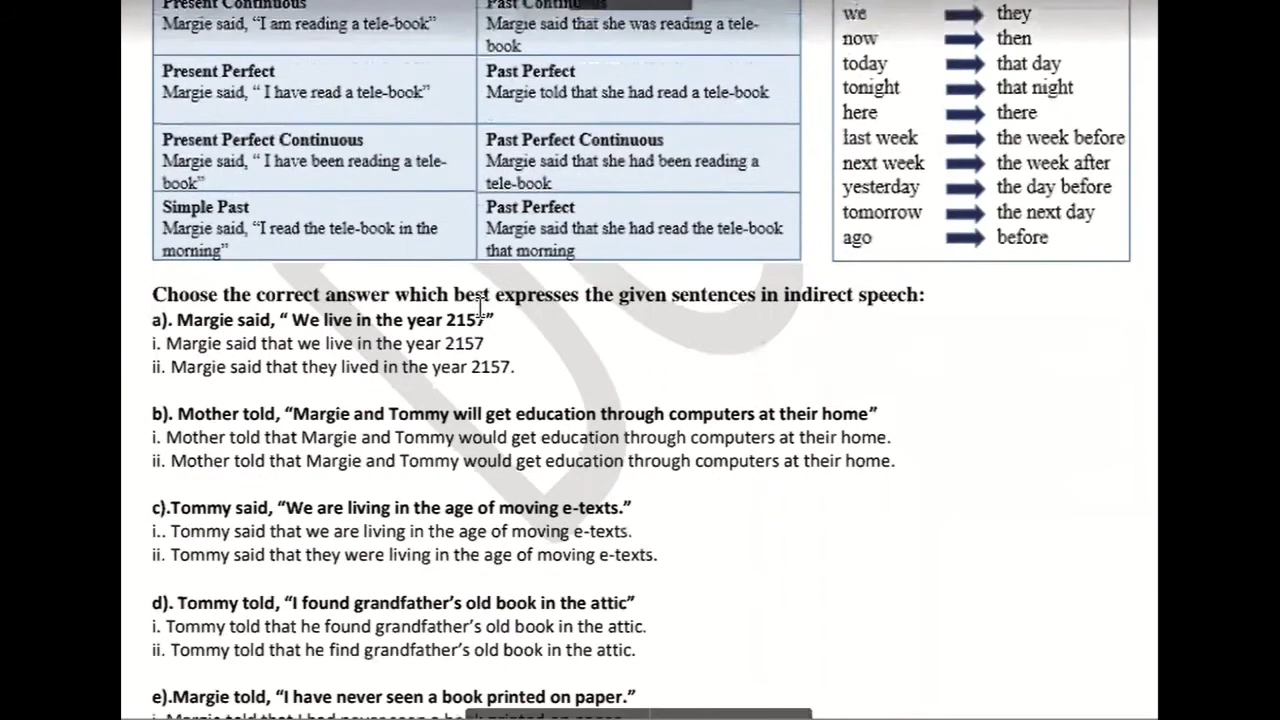 Present Continuous
Past Continuous
Margie said, “I am reading a tele-book”
Margie said that she was reading a tele-
book
Present Perfect
Past Perfect
Margie said, “ I have read a tele-book”
Margie told that she had read a tele-book
Present Perfect Continuous
Past Perfect Continuous
Margie said, “ I have been reading a tele-
book”
Margie said that she had been reading a
tele-book
Simple Past
Past Perfect
Margie said, “I read the tele-book in the
morning”
Margie said that she had read the tele-book
that morning
we they
now then
today that day
tonight that night
here there
last week the week before
next week the week after
yesterday the day before
tomorrow the next day
ago before
Choose the correct answer which best expresses the given sentences in indirect speech:
a). Margie said, “ We live in the year 2157”
i. Margie said that we live in the year 2157
ii. Margie said that they lived in the year 2157.
b). Mother told, “Margie and Tommy will get education through computers at their home”
i. Mother told that Margie and Tommy would get education through computers at their home.
ii. Mother told that Margie and Tommy would get education through computers at their home.
c).Tommy said, “We are living in the age of moving e-texts.”
i.. Tommy said that we are living in the age of moving e-texts.
ii. Tommy said that they were living in the age of moving e-texts.
d). Tommy told, “I found grandfather’s old book in the attic”
i. Tommy told that he found grandfather’s old book in the attic.
ii. Tommy told that he find grandfather’s old book in the attic.
e).Margie told, “I have never seen a book printed on paper.”